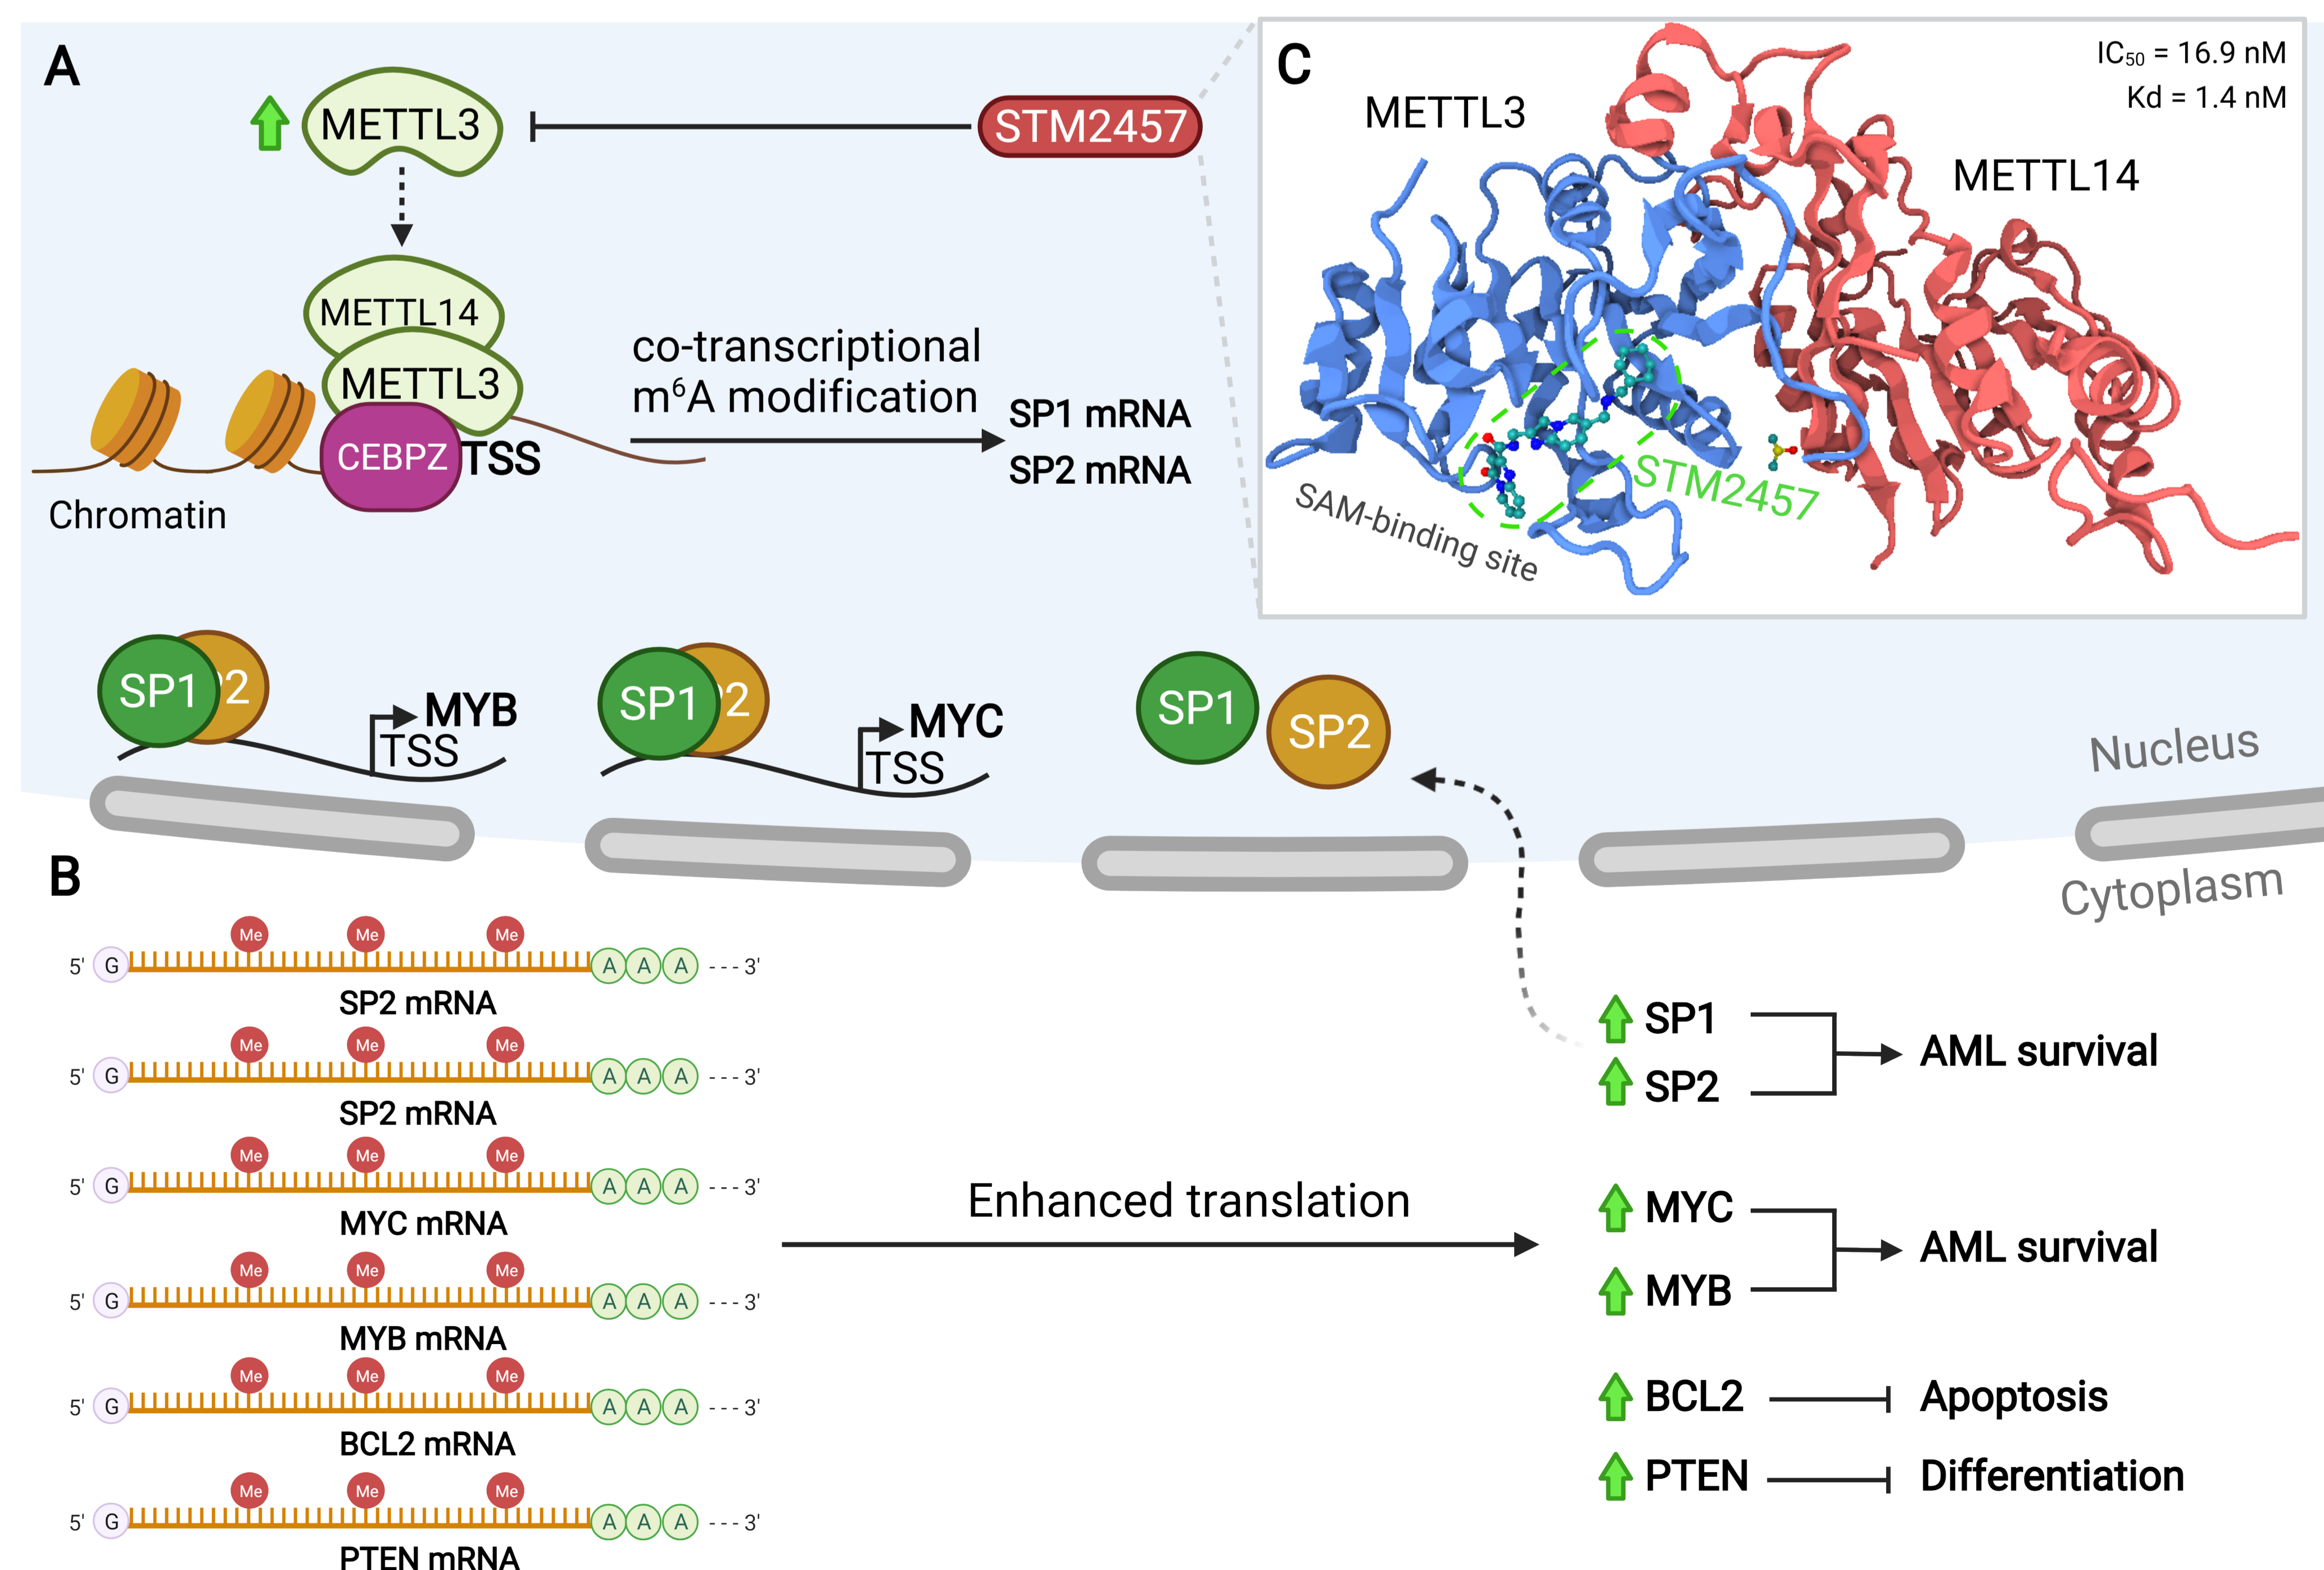 A
METTL3
STM2457
METTL14
METTL3
CEBPZ
TSS
Chromatin
co-transcriptional
m⁶A modification
SP1 mRNA
SP2 mRNA
C
IC₅₀ = 16.9 nM
Kd = 1.4 nM
METTL3
METTL14
STM2457
SAM-binding site
SP1
2
MYB
TSS
SP1
2
MYC
TSS
SP1
SP2
Nucleus
Cytoplasm
B
Me Me Me
5' G A A A ---3'
SP2 mRNA
Me Me Me
5' G A A A ---3'
SP2 mRNA
Me Me Me
5' G A A A ---3'
MYC mRNA
Me Me Me
5' G A A A ---3'
MYB mRNA
Me Me Me
5' G A A A ---3'
BCL2 mRNA
Me Me Me
5' G A A A ---3'
PTEN mRNA
Enhanced translation
SP1
SP2
AML survival
MYC
MYB
AML survival
BCL2
Apoptosis
PTEN
Differentiation